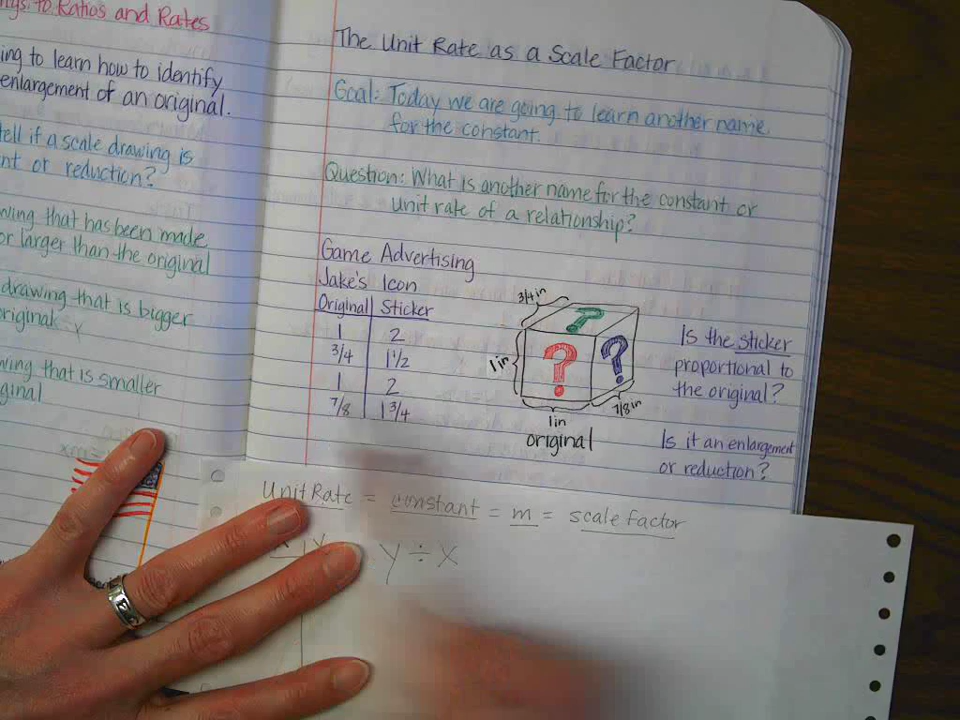 to Ratios and Rates
ing to learn how to identify
enlargement of an original.
tell if a scale drawing is
nt or reduction?
wing that has been made
or larger than the original
drawing that is bigger
original
wing that is smaller
ginal
The Unit Rate as a Scale Factor
Goal: Today we are going to learn another name
for the constant.
Question: What is another name for the constant or
unit rate of a relationship?
Game Advertising
Jake's Icon
Original Sticker
1 2
3/4 1 1/2
1 2
7/8 1 3/4
3/4 in
?
? ?
1in
7/8 in
1in
original
Is the sticker
proportional to
the original?
Is it an enlargement
or reduction?
Unit Rate = constant = m = scale factor
y ÷ x